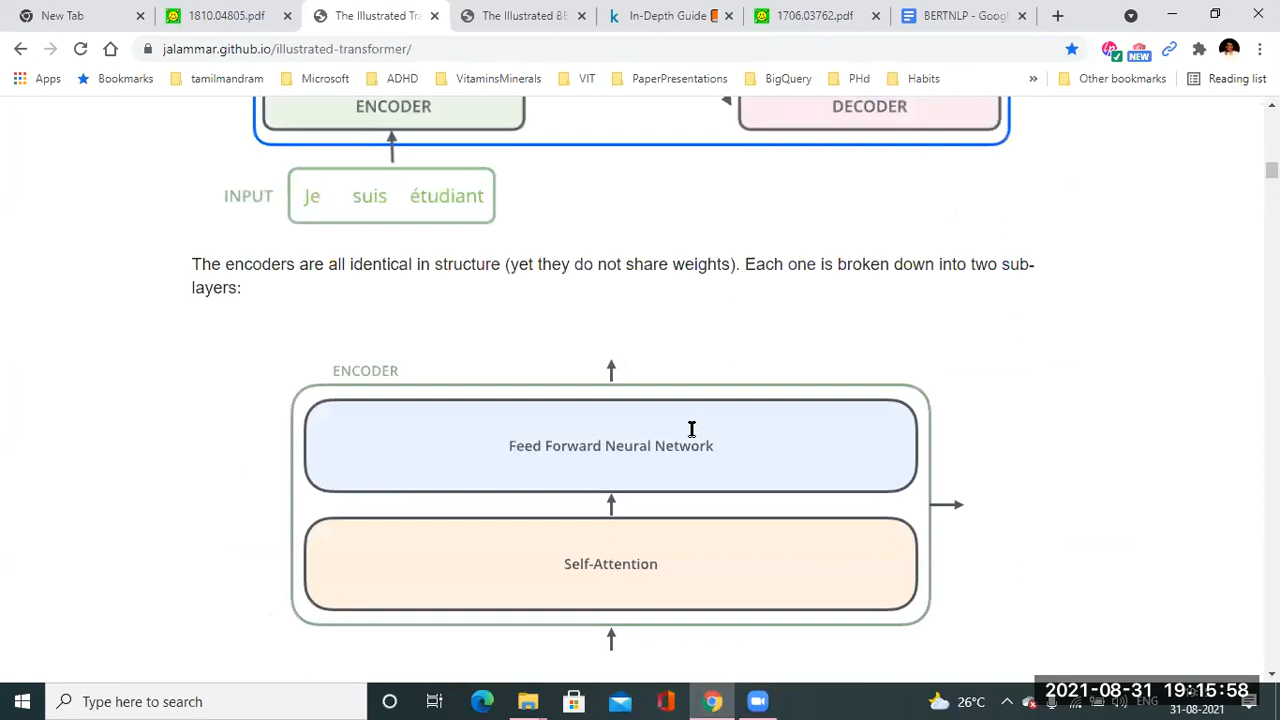 New Tab
1810.04805.pdf
The Illustrated Tra
The Illustrated BE
In-Depth Guide
1706.03762.pdf
BERTNLP - Goog
jalammar.github.io/illustrated-transformer/
NEW
Apps
Bookmarks
tamilmandram
Microsoft
ADHD
VitaminsMinerals
VIT
PaperPresentations
BigQuery
PHd
Habits
»
Other bookmarks
Reading list
ENCODER
DECODER
INPUT
Je suis étudiant
The encoders are all identical in structure (yet they do not share weights). Each one is broken down into two sub-
layers:
ENCODER
Feed Forward Neural Network
Self-Attention
Type here to search
26°C
ENG
2021-08-31 19:15:58
31-08-2021